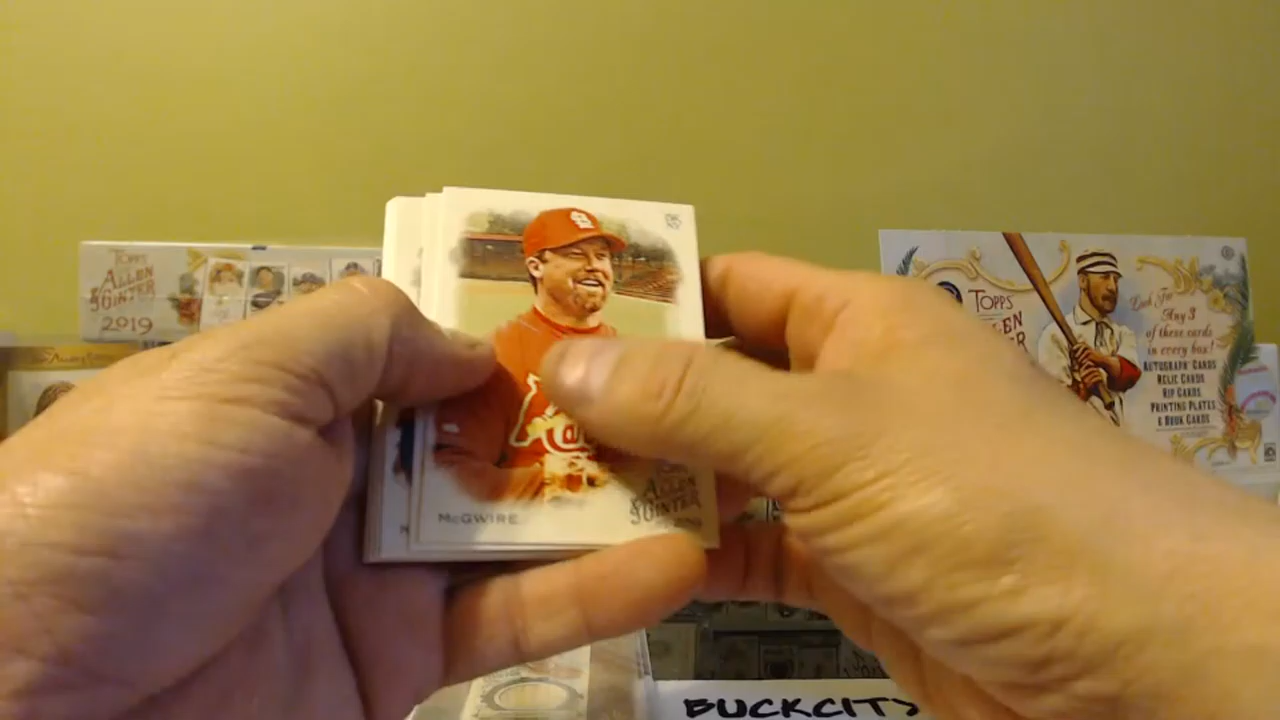 TOPPS
ALLEN
& GINTER
2019
McGWIRE
ALLEN
& GINTER
TOPPS
Look For
Any 3
of these cards
in every box!
AUTOGRAPH CARDS
RELIC CARDS
RIP CARDS
PRINTING PLATES
& BOOK CARDS
BUCKCITY